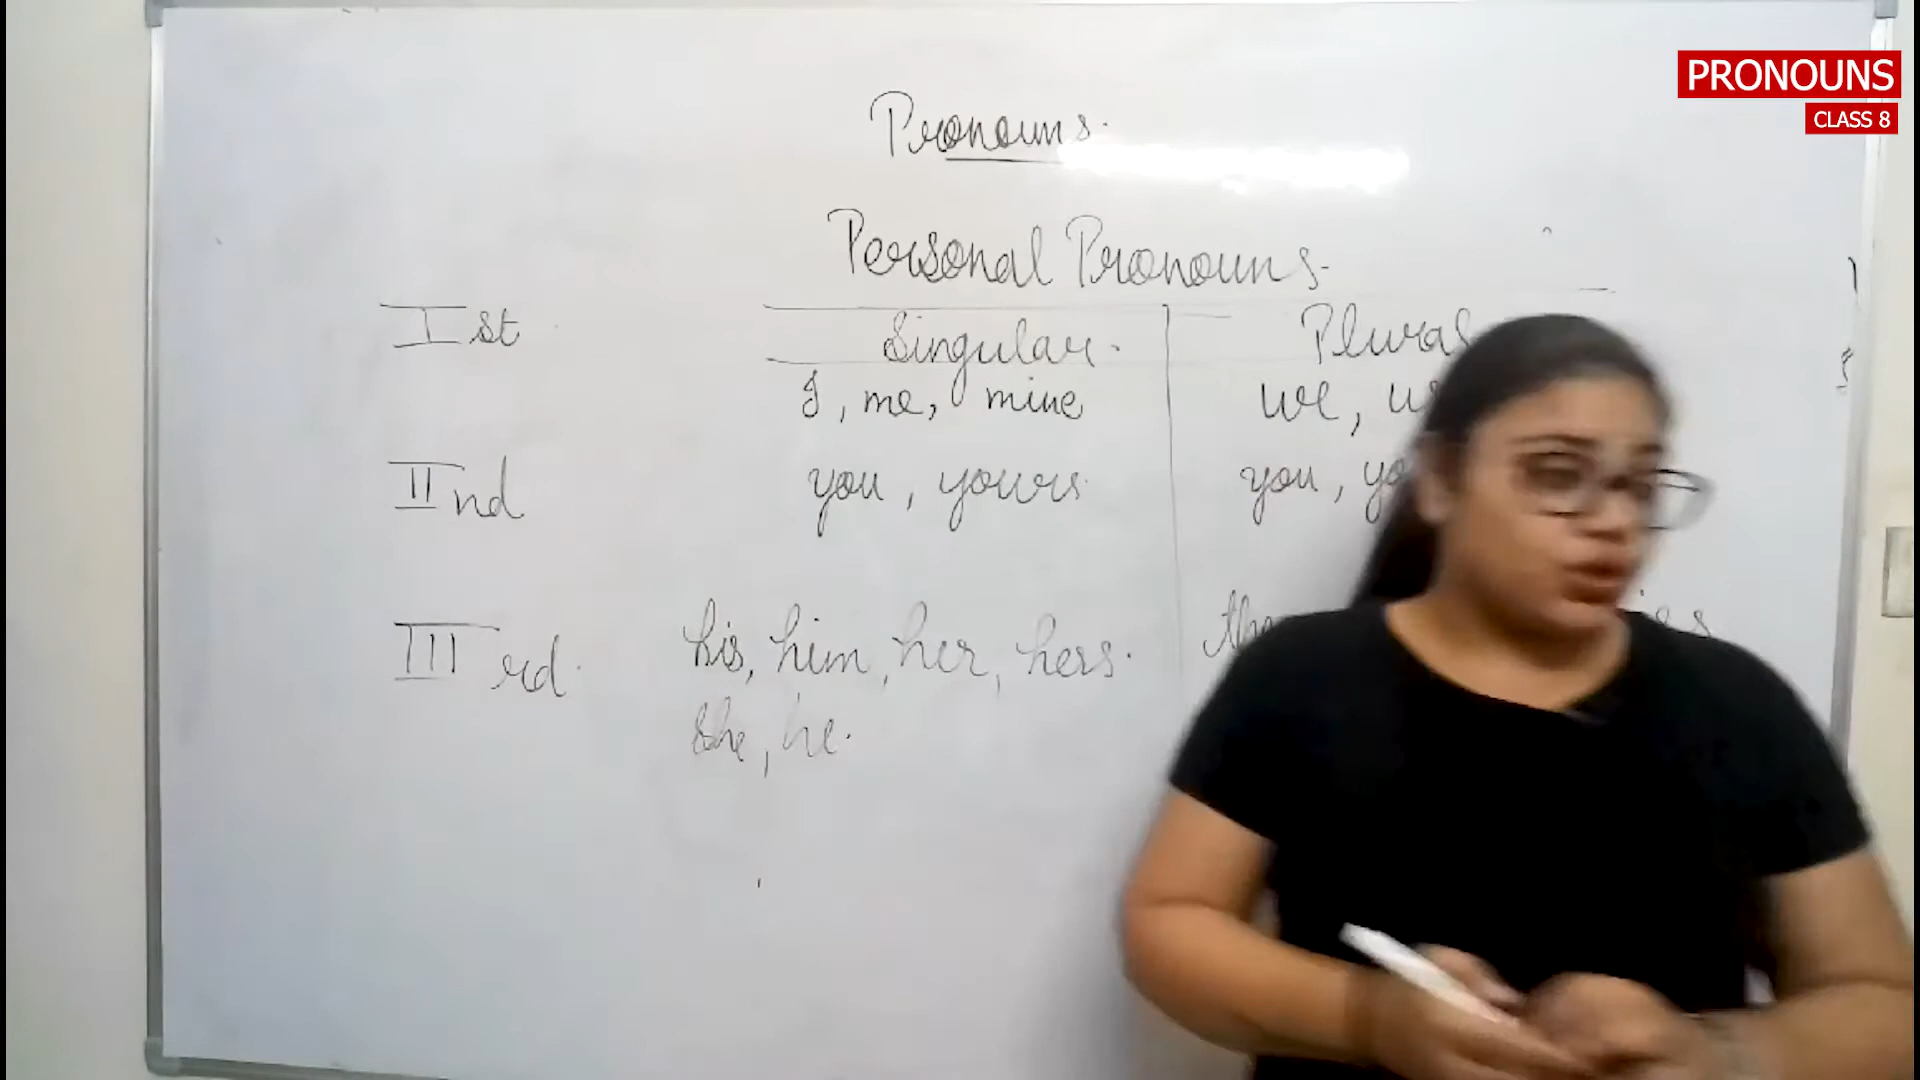 PRONOUNS
CLASS 8
Pronouns.
Personal Pronouns.
Ist
Singular.
I, me, mine
we,
IInd
you, yours
you,
IIIrd.
his, him, her, hers.
she, he.